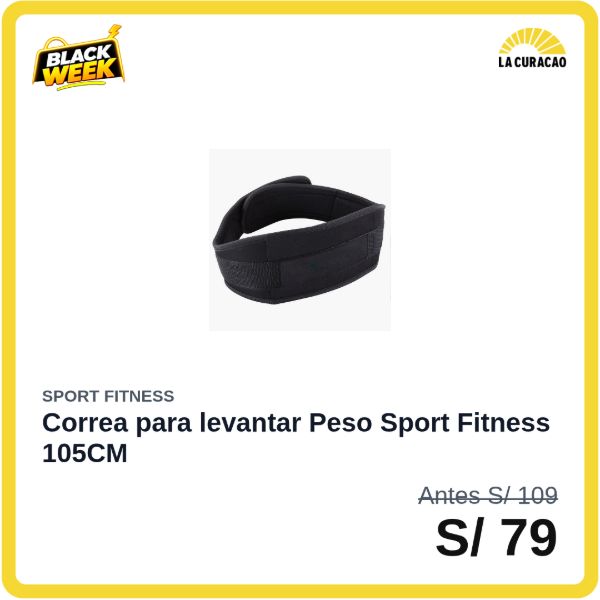 BLACK
WEEK
LA CURACAO
SPORT FITNESS
Correa para levantar Peso Sport Fitness
105CM
Antes S/ 109
S/ 79